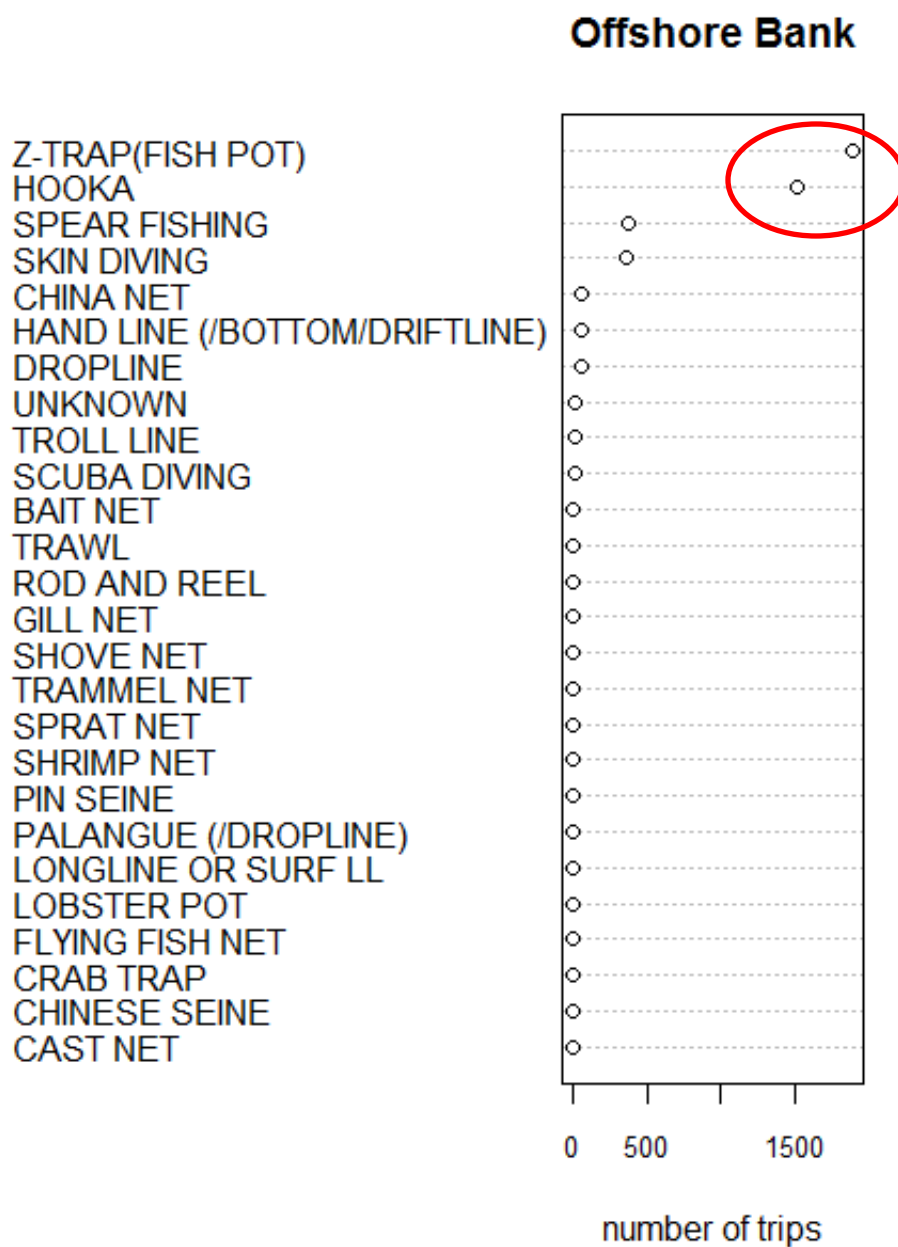 Offshore Bank
Z-TRAP(FISH POT)
HOOKA
SPEAR FISHING
SKIN DIVING
CHINA NET
HAND LINE (/BOTTOM/DRIFTLINE)
DROPLINE
UNKNOWN
TROLL LINE
SCUBA DIVING
BAIT NET
TRAWL
ROD AND REEL
GILL NET
SHOVE NET
TRAMMEL NET
SPRAT NET
SHRIMP NET
PIN SEINE
PALANGUE (/DROPLINE)
LONGLINE OR SURF LL
LOBSTER POT
FLYING FISH NET
CRAB TRAP
CHINESE SEINE
CAST NET
0 500 1500
number of trips